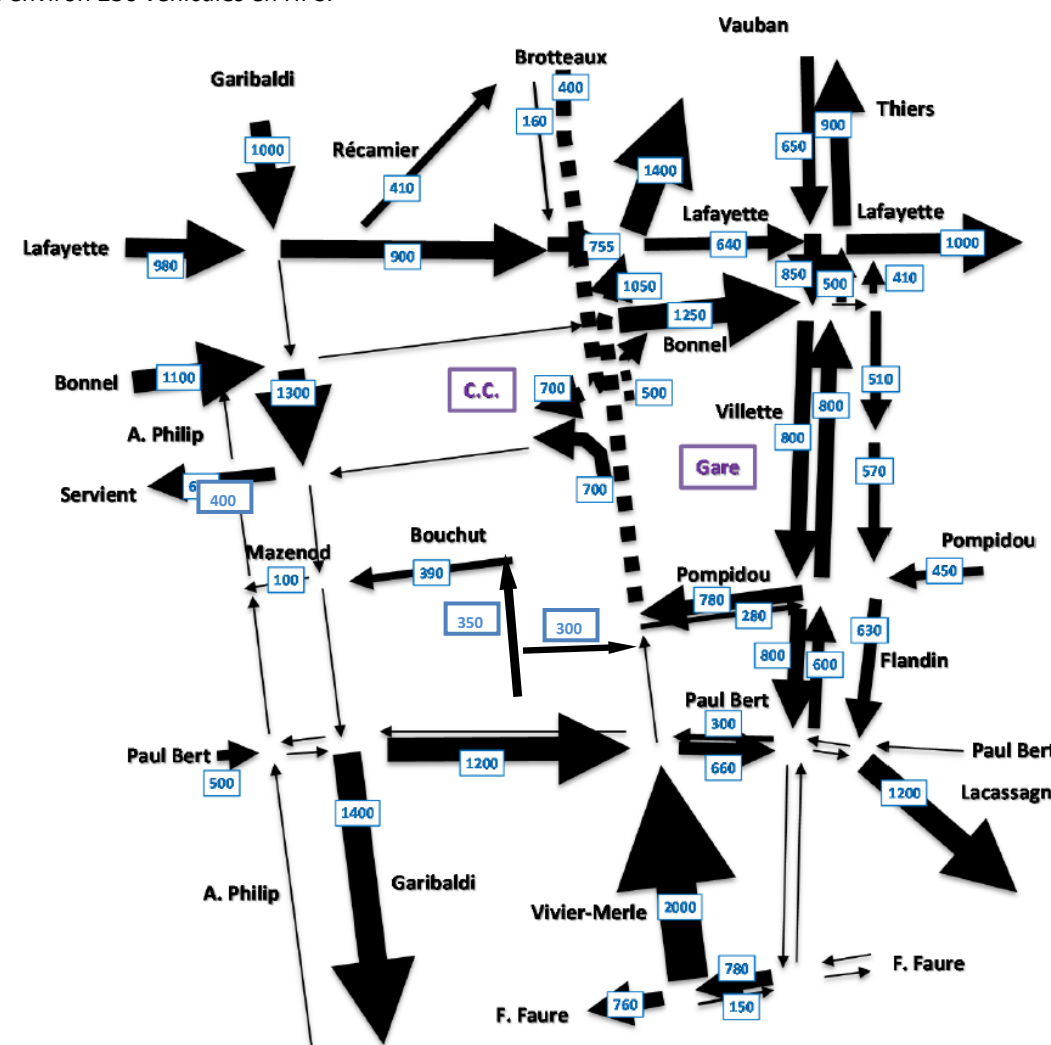 Vauban
Brotteaux
Garibaldi
400
Thiers
160
900
1000
Récamier
650
1400
410
Lafayette
Lafayette
Lafayette
980
900
755
640
1000
850
500
410
1050
1250
Bonnel
Bonnel
1100
1300
C.C.
700
500
510
800
Villette
A. Philip
800
Gare
Servient
400
700
570
Bouchut
Pompidou
Mazenod
100
390
Pompidou
450
780
280
350
300
630
800
600
Flandin
Paul Bert
300
Paul Bert
500
1200
660
Paul Bert
1200
Lacassagn
1400
Garibaldi
A. Philip
Vivier-Merle
2000
780
F. Faure
760
150
F. Faure